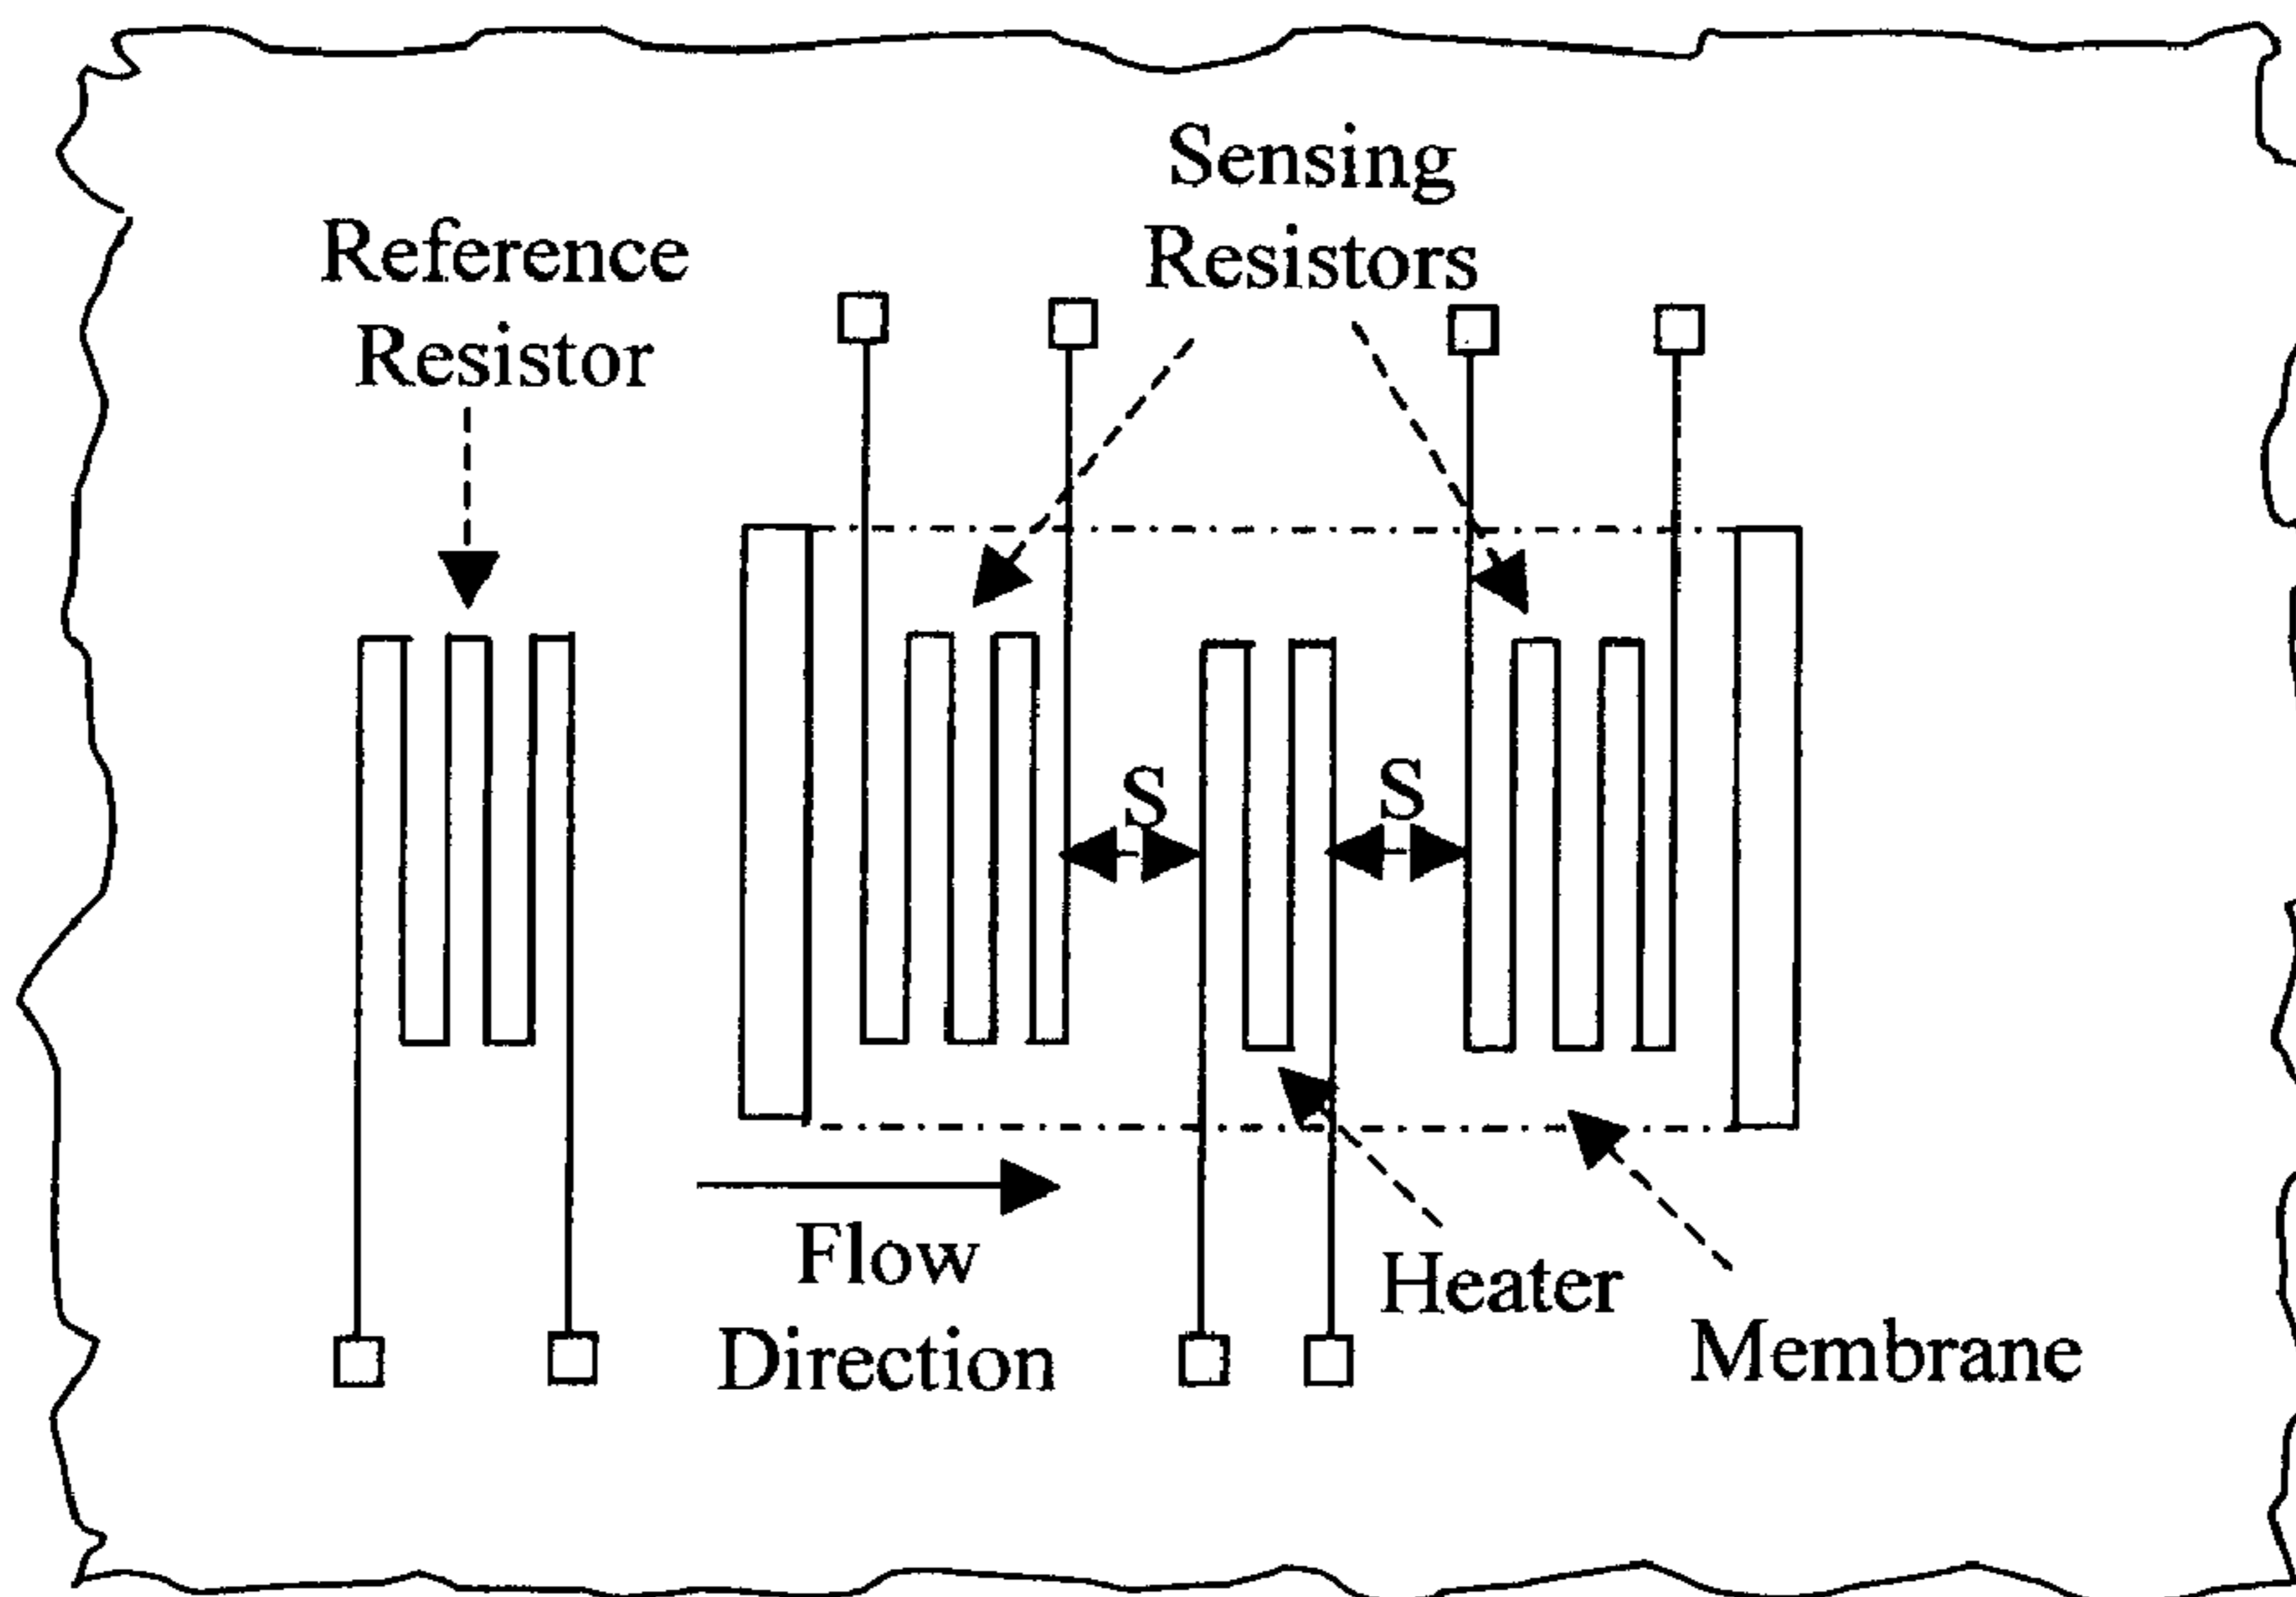 Sensing
Resistors
Reference
Resistor
S
S
Flow
Direction
Heater
Membrane